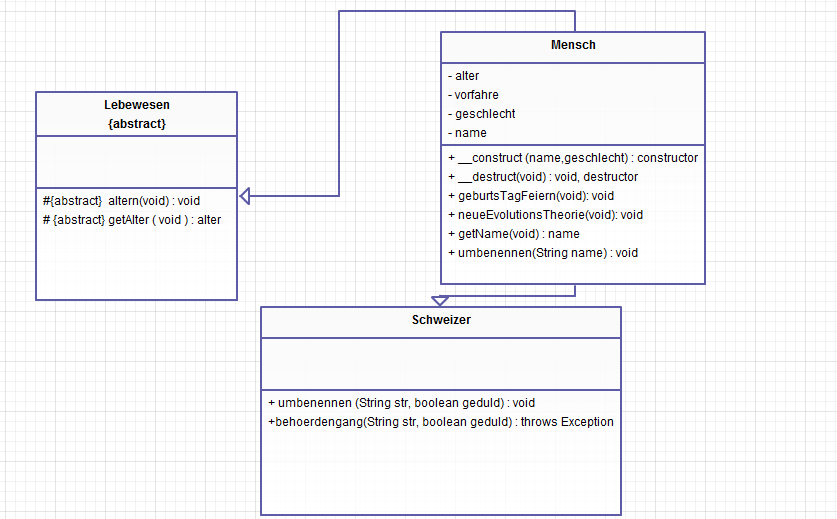 Lebewesen
{abstract}
#{abstract} altern(void) : void
# {abstract} getAlter ( void ) : alter
Mensch
- alter
- vorfahre
- geschlecht
- name
+ __construct (name,geschlecht) : constructor
+ __destruct(void) : void, destructor
+ geburtsTagFeiern(void): void
+ neueEvolutionsTheorie(void): void
+ getName(void) : name
+ umbenennen(String name) : void
Schweizer
+ umbenennen (String str, boolean geduld) : void
+behoerdengang(String str, boolean geduld) : throws Exception